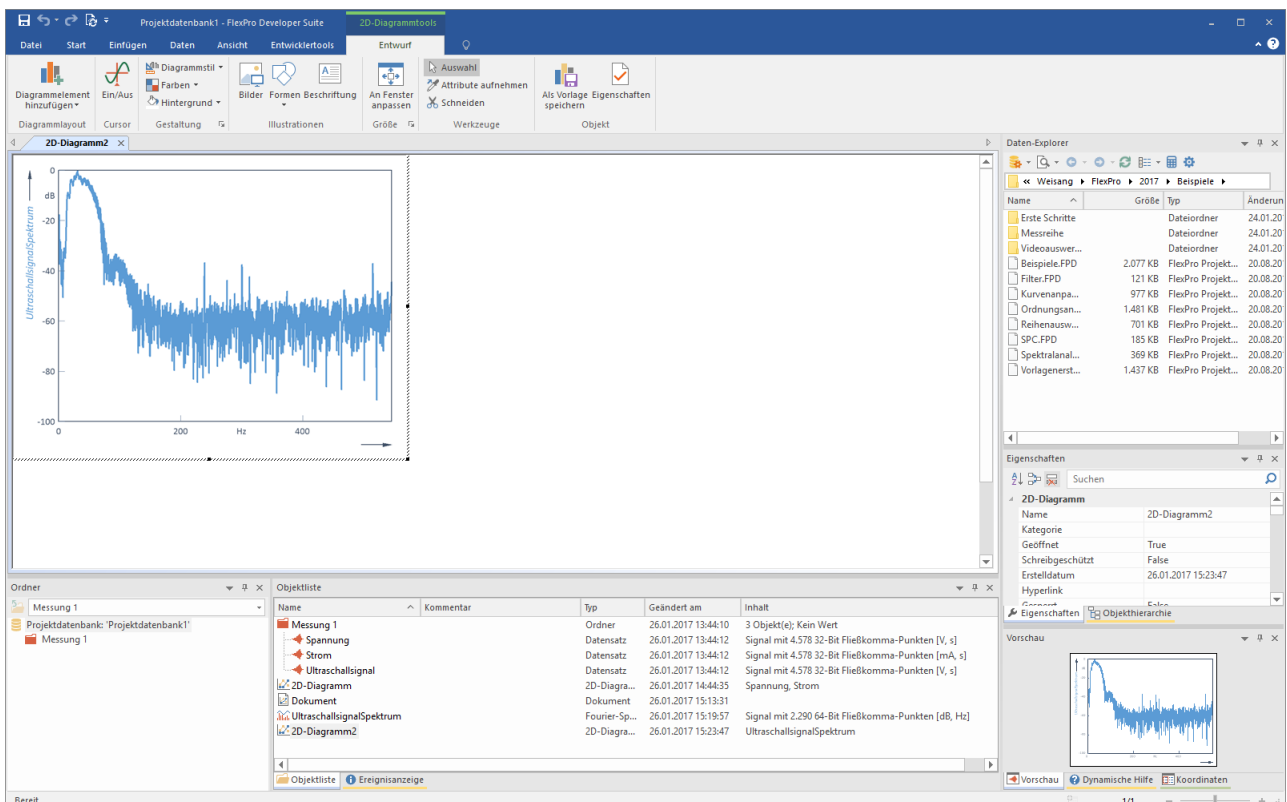 Projektdatenbank1 - FlexPro Developer Suite 2D-Diagrammtools
Datei Start Einfügen Daten Ansicht Entwicklertools Entwurf
Diagrammelement hinzufügen
Ein/Aus
Diagrammstil
Farben
Hintergrund
Bilder Formen Beschriftung
An Fenster anpassen
Auswahl
Attribute aufnehmen
Schneiden
Als Vorlage speichern
Eigenschaften
Diagrammlayout Cursor Gestaltung Illustrationen Größe Werkzeuge Objekt
2D-Diagramm2
UltraschallsignalSpektrum
0
dB
-20
-40
-60
-80
-100
0 200 Hz 400
Daten-Explorer
« Weisang FlexPro 2017 Beispiele
Name Größe Typ Änderun
Erste Schritte Dateiordner 24.01.20
Messreihe Dateiordner 24.01.20
Videoauswer... Dateiordner 24.01.20
Beispiele.FPD 2.077 KB FlexPro Projekt... 20.08.20
Filter.FPD 121 KB FlexPro Projekt... 20.08.20
Kurvenanpa... 977 KB FlexPro Projekt... 20.08.20
Ordnungsan... 1.481 KB FlexPro Projekt... 20.08.20
Reihenausw... 701 KB FlexPro Projekt... 20.08.20
SPC.FPD 185 KB FlexPro Projekt... 20.08.20
Spektralanal... 369 KB FlexPro Projekt... 20.08.20
Vorlagenerst... 1.437 KB FlexPro Projekt... 20.08.20
Eigenschaften
Suchen
2D-Diagramm
Name 2D-Diagramm2
Kategorie
Geöffnet True
Schreibgeschützt False
Erstelldatum 26.01.2017 15:23:47
Hyperlink
Gesperrt False
Eigenschaften Objekthierarchie
Ordner
Messung 1
Projektdatenbank: 'Projektdatenbank1'
Messung 1
Objektliste
Name Kommentar Typ Geändert am Inhalt
Messung 1 Ordner 26.01.2017 13:44:10 3 Objekt(e); Kein Wert
Spannung Datensatz 26.01.2017 13:44:12 Signal mit 4.578 32-Bit Fließkomma-Punkten [V, s]
Strom Datensatz 26.01.2017 13:44:12 Signal mit 4.578 32-Bit Fließkomma-Punkten [mA, s]
Ultraschallsignal Datensatz 26.01.2017 13:44:12 Signal mit 4.578 32-Bit Fließkomma-Punkten [V, s]
2D-Diagramm 2D-Diagra... 26.01.2017 14:44:35 Spannung, Strom
Dokument Dokument 26.01.2017 15:13:31
UltraschallsignalSpektrum Fourier-Sp... 26.01.2017 15:19:57 Signal mit 2.290 64-Bit Fließkomma-Punkten [dB, Hz]
2D-Diagramm2 2D-Diagra... 26.01.2017 15:23:47 UltraschallsignalSpektrum
Objektliste Ereignisanzeige
Vorschau
Vorschau Dynamische Hilfe Koordinaten
Bereit 1/1